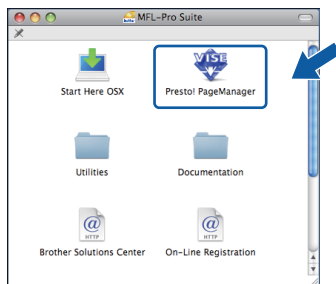 MFL-Pro Suite
VISE
Start Here OSX
Presto! PageManager
Utilities
Documentation
@
HTTP
@
HTTP
Brother Solutions Center
On-Line Registration